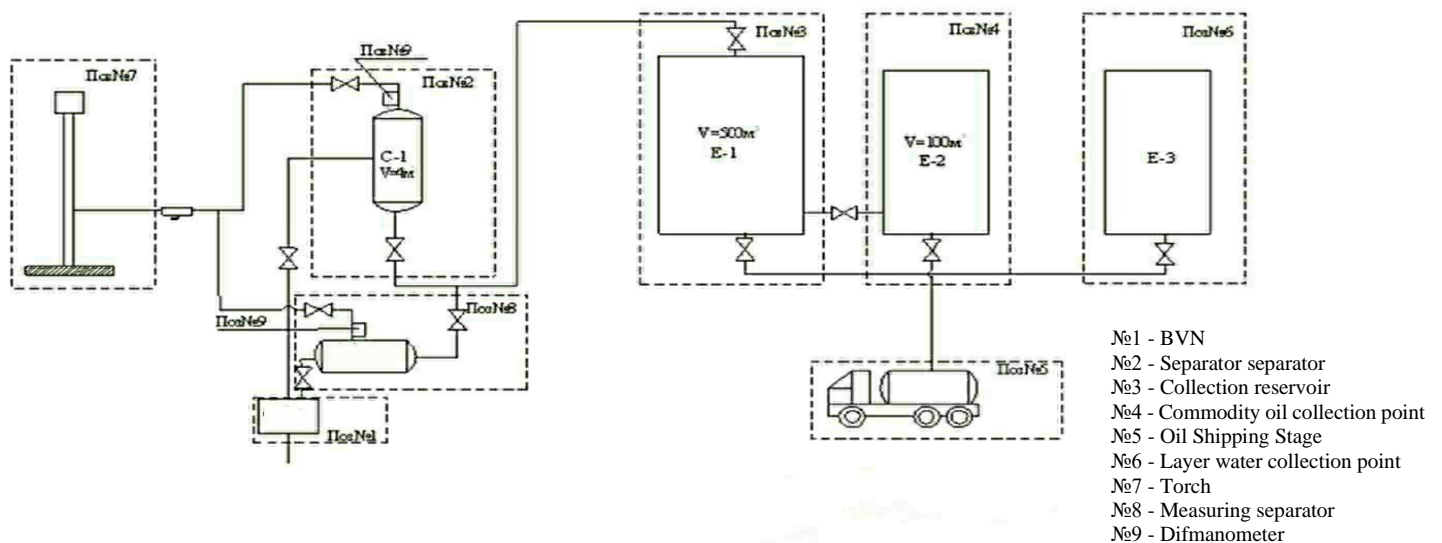 Поз№7
Поз№9
Поз№2
Поз№3
Поз№4
Поз№6
C-1
V=4м³
V=500м³
E-1
V=100м³
E-2
E-3
Поз№9
Поз№8
Поз№1
Поз№5
№1 - BVN
№2 - Separator separator
№3 - Collection reservoir
№4 - Commodity oil collection point
№5 - Oil Shipping Stage
№6 - Layer water collection point
№7 - Torch
№8 - Measuring separator
№9 - Difmanometer